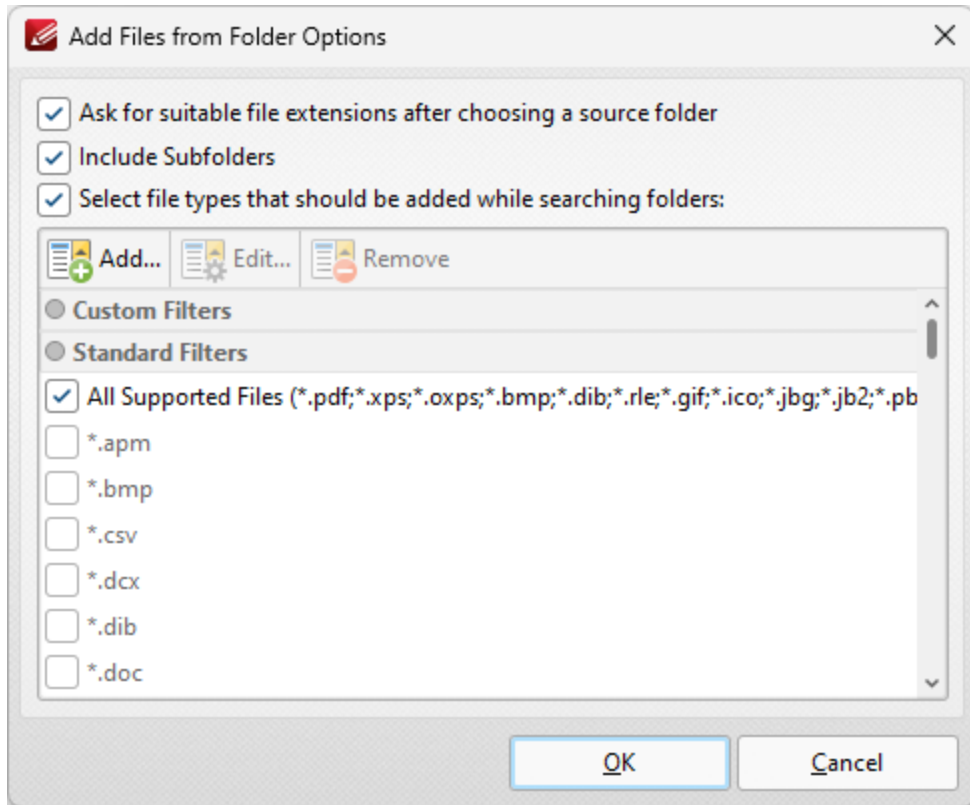 Add Files from Folder Options
Ask for suitable file extensions after choosing a source folder
Include Subfolders
Select file types that should be added while searching folders:
Add... Edit... Remove
Custom Filters
Standard Filters
All Supported Files (*.pdf;*.xps;*.oxps;*.bmp;*.dib;*.rle;*.gif;*.ico;*.jbg;*.jb2;*.pb
*.apm
*.bmp
*.csv
*.dcx
*.dib
*.doc
OK Cancel